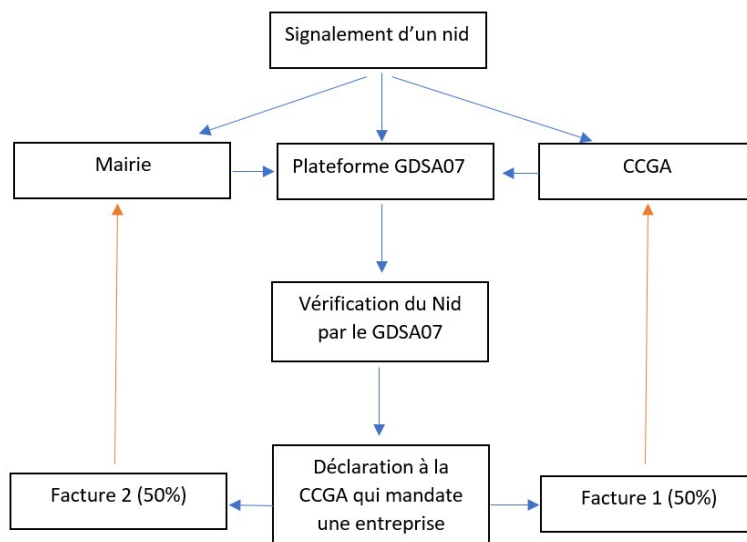 Signalement d’un nid
Mairie
Plateforme GDSA07
CCGA
Vérification du Nid
par le GDSA07
Facture 2 (50%)
Déclaration à la
CCGA qui mandate
une entreprise
Facture 1 (50%)